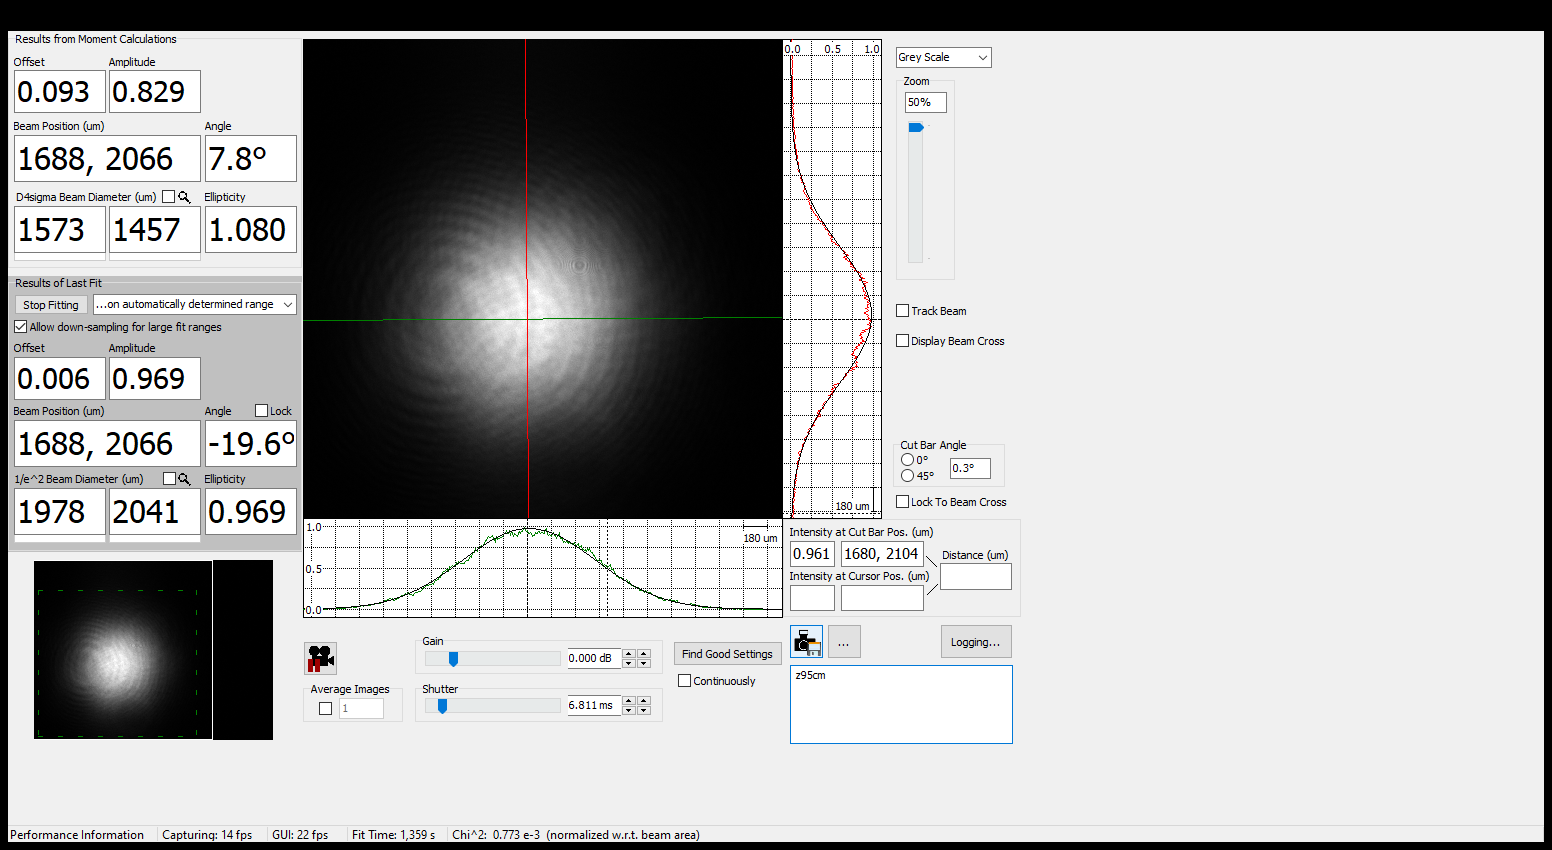 Results from Moment Calculations
Offset Amplitude
0.093 0.829
Beam Position (um) Angle
1688, 2066 7.8°
D4sigma Beam Diameter (um) Ellipticity
1573 1457 1.080
Results of Last Fit
Stop Fitting ...on automatically determined range
Allow down-sampling for large fit ranges
Offset Amplitude
0.006 0.969
Beam Position (um) Angle Lock
1688, 2066 -19.6°
1/e^2 Beam Diameter (um) Ellipticity
1978 2041 0.969
0.0 0.5 1.0
180 um
1.0
180 um
0.5
0.0
Grey Scale
Zoom
50%
Track Beam
Display Beam Cross
Cut Bar Angle
0°
45°
0.3°
Lock To Beam Cross
Intensity at Cut Bar Pos. (um)
0.961 1680, 2104 Distance (um)
Intensity at Cursor Pos. (um)
Gain
0.000 dB
Find Good Settings
Average Images
1
Shutter
6.811 ms
Continuously
...
Logging...
z95cm
Performance Information Capturing: 14 fps GUI: 22 fps Fit Time: 1,359 s Chi^2: 0.773 e-3 (normalized w.r.t. beam area)